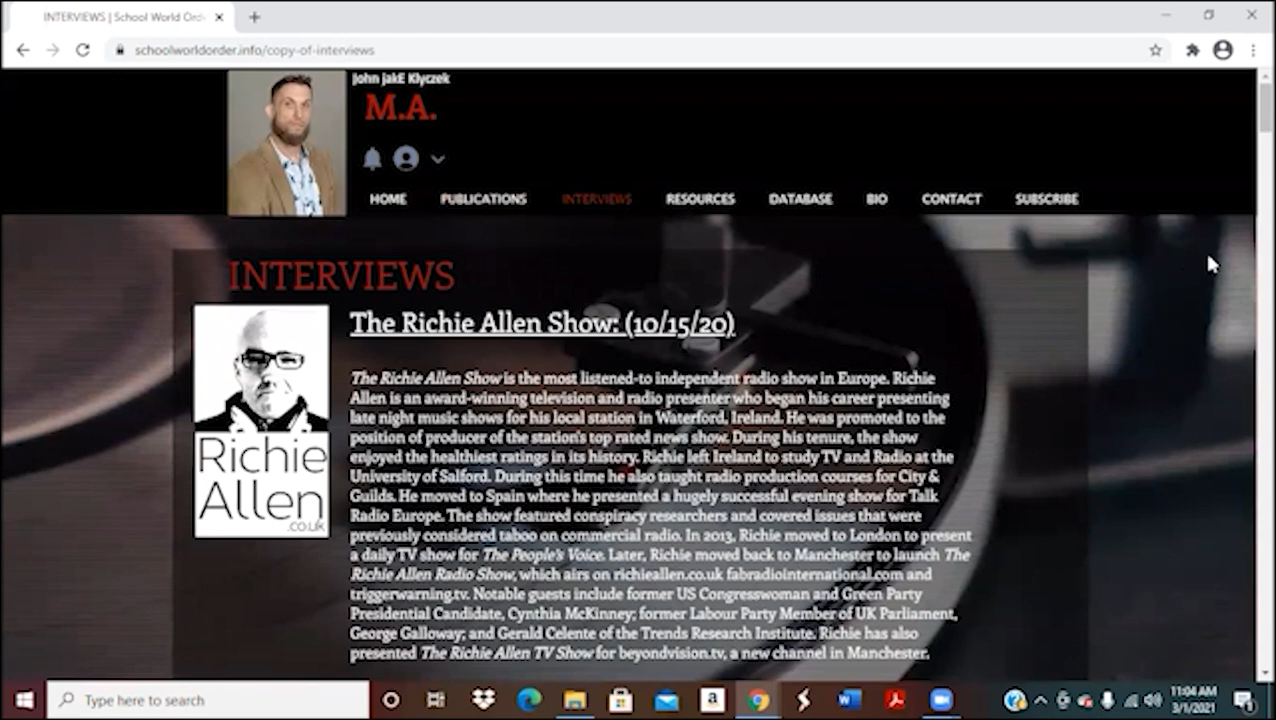 INTERVIEWS | School World Ord
schoolworldorder.info/copy-of-interviews
John jakE Klyczek
M.A.
HOME PUBLICATIONS INTERVIEWS RESOURCES DATABASE BIO CONTACT SUBSCRIBE
INTERVIEWS
The Richie Allen Show: (10/15/20)
Richie
Allen
.co.uk
The Richie Allen Show is the most listened-to independent radio show in Europe. Richie
Allen is an award-winning television and radio presenter who began his career presenting
late night music shows for his local station in Waterford, Ireland. He was promoted to the
position of producer of the station's top rated news show. During his tenure, the show
enjoyed the healthiest ratings in its history. Richie left Ireland to study TV and Radio at the
University of Salford. During this time he also taught radio production courses for City &
Guilds. He moved to Spain where he presented a hugely successful evening show for Talk
Radio Europe. The show featured conspiracy researchers and covered issues that were
previously considered taboo on commercial radio. In 2013, Richie moved to London to present
a daily TV show for The People's Voice. Later, Richie moved back to Manchester to launch The
Richie Allen Radio Show, which airs on richieallen.co.uk fabradiointernational.com and
triggerwarning.tv. Notable guests include former US Congresswoman and Green Party
Presidential Candidate, Cynthia McKinney; former Labour Party Member of UK Parliament,
George Galloway; and Gerald Celente of the Trends Research Institute. Richie has also
presented The Richie Allen TV Show for beyondvision.tv, a new channel in Manchester.
Type here to search
11:04 AM
3/1/2021